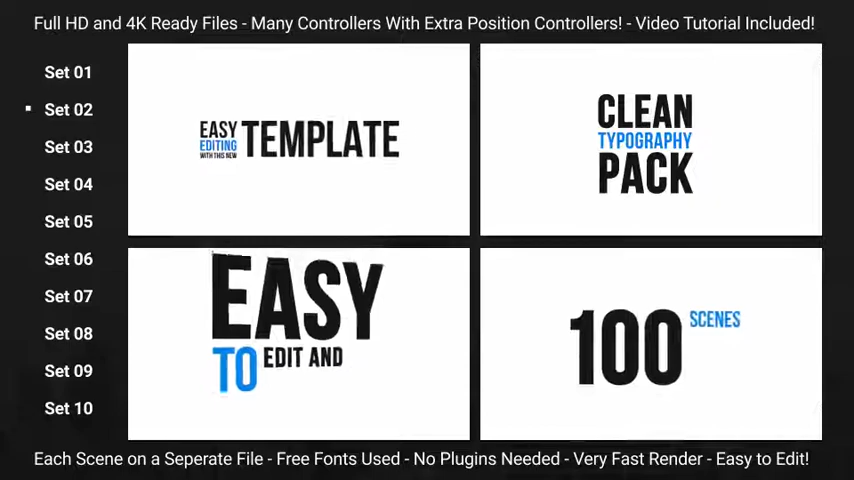 Full HD and 4K Ready Files - Many Controllers With Extra Position Controllers! - Video Tutorial Included!
Set 01
Set 02
Set 03
Set 04
Set 05
Set 06
Set 07
Set 08
Set 09
Set 10
EASY
EDITING
WITH THIS NEW
TEMPLATE
CLEAN
TYPOGRAPHY
PACK
EASY
TO EDIT AND
100 SCENES
Each Scene on a Seperate File - Free Fonts Used - No Plugins Needed - Very Fast Render - Easy to Edit!